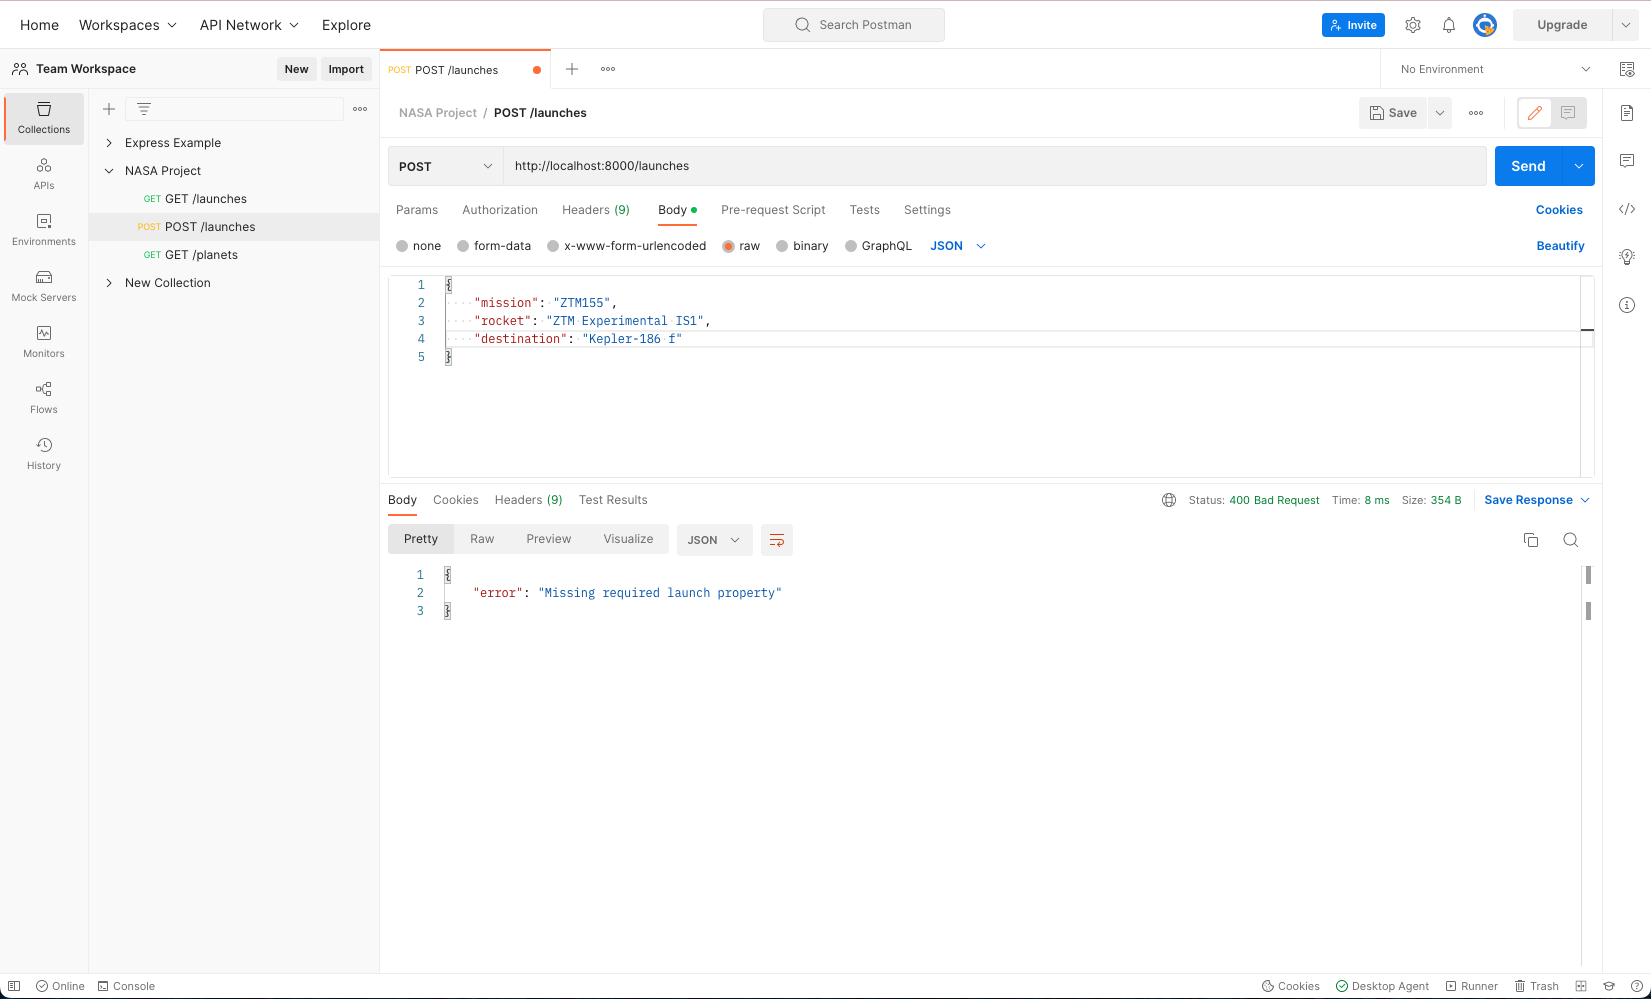 Home Workspaces API Network Explore Search Postman Invite Upgrade
Team Workspace New Import POST POST /launches No Environment
NASA Project / POST /launches Save
Collections
APIs
Environments
Mock Servers
Monitors
Flows
History
Express Example
NASA Project
GET GET /launches
POST POST /launches
GET GET /planets
New Collection
POST http://localhost:8000/launches Send
Params Authorization Headers (9) Body Pre-request Script Tests Settings Cookies
none form-data x-www-form-urlencoded raw binary GraphQL JSON Beautify
1 {
2 ····"mission":·"ZTM155",
3 ····"rocket":·"ZTM·Experimental·IS1",
4 ····"destination":·"Kepler-186·f"
5 }
Body Cookies Headers (9) Test Results Status: 400 Bad Request Time: 8 ms Size: 354 B Save Response
Pretty Raw Preview Visualize JSON
1 {
2 "error": "Missing required launch property"
3 }
Online Console Cookies Desktop Agent Runner Trash